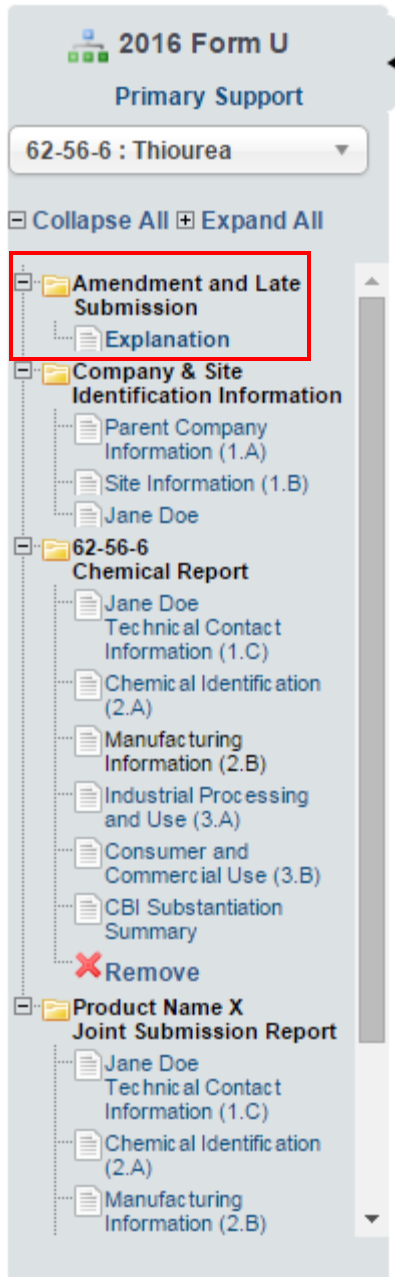 2016 Form U
Primary Support
62-56-6 : Thiourea
Collapse All Expand All
Amendment and Late
Submission
Explanation
Company & Site
Identification Information
Parent Company
Information (1.A)
Site Information (1.B)
Jane Doe
62-56-6
Chemical Report
Jane Doe
Technical Contact
Information (1.C)
Chemical Identification
(2.A)
Manufacturing
Information (2.B)
Industrial Processing
and Use (3.A)
Consumer and
Commercial Use (3.B)
CBI Substantiation
Summary
Remove
Product Name X
Joint Submission Report
Jane Doe
Technical Contact
Information (1.C)
Chemical Identification
(2.A)
Manufacturing
Information (2.B)